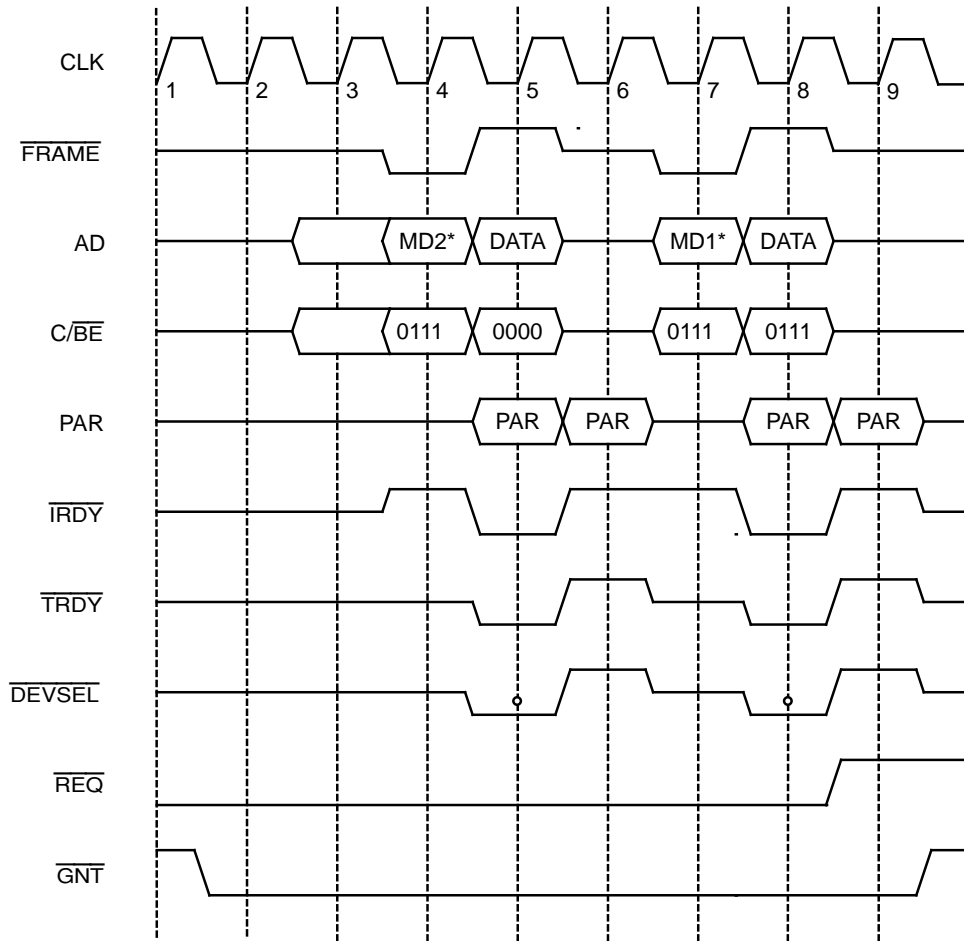 CLK
1 2 3 4 5 6 7 8 9
FRAME
AD MD2* DATA MD1* DATA
C/BE 0111 0000 0111 0111
PAR PAR PAR PAR PAR
IRDY
TRDY
DEVSEL
REQ
GNT